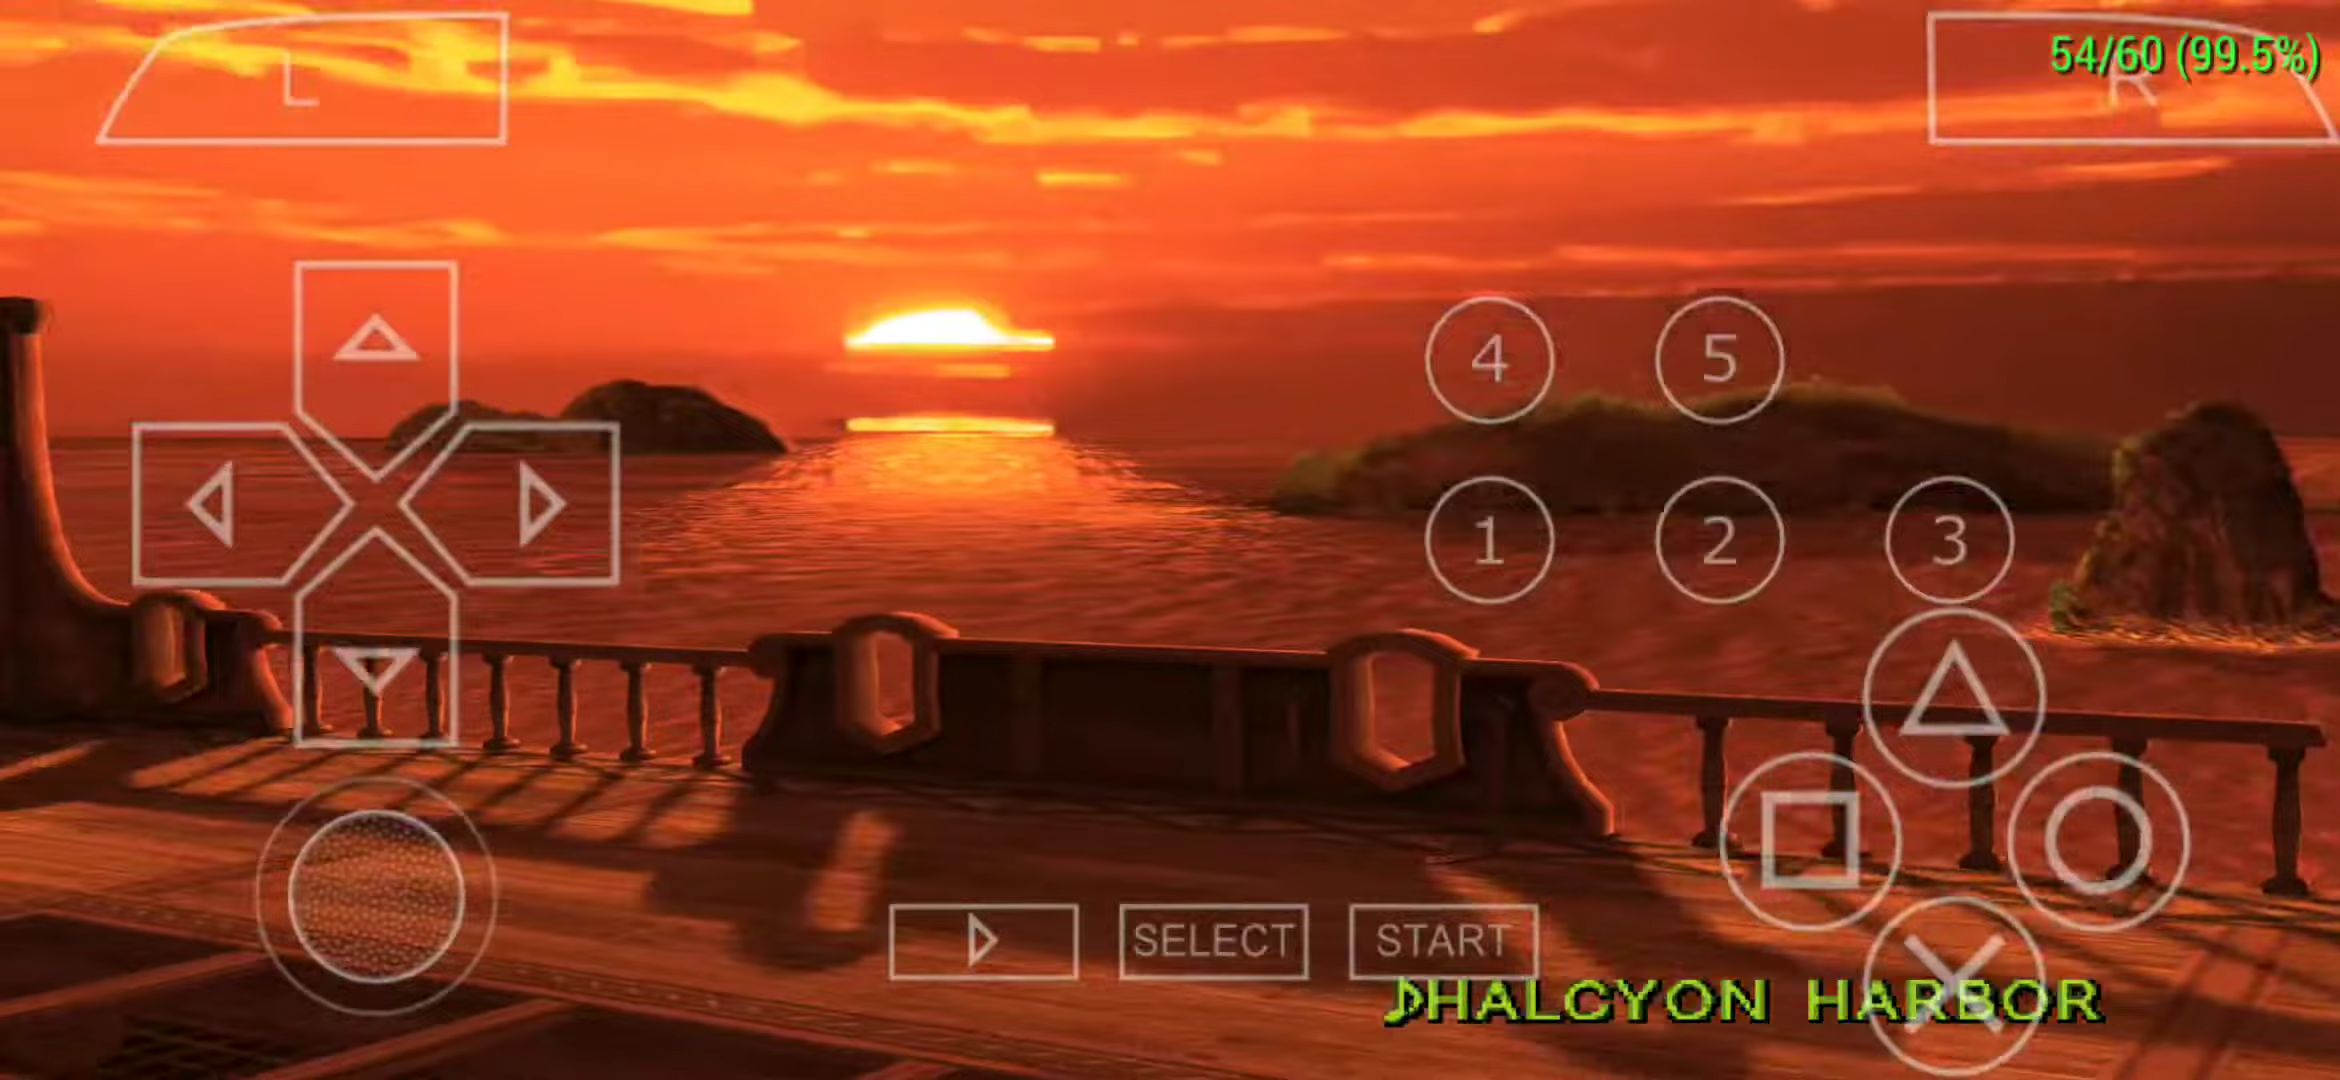 L
54/60 (99.5%)
R
4 5
1 2 3
SELECT START
♪HALCYON HARBOR